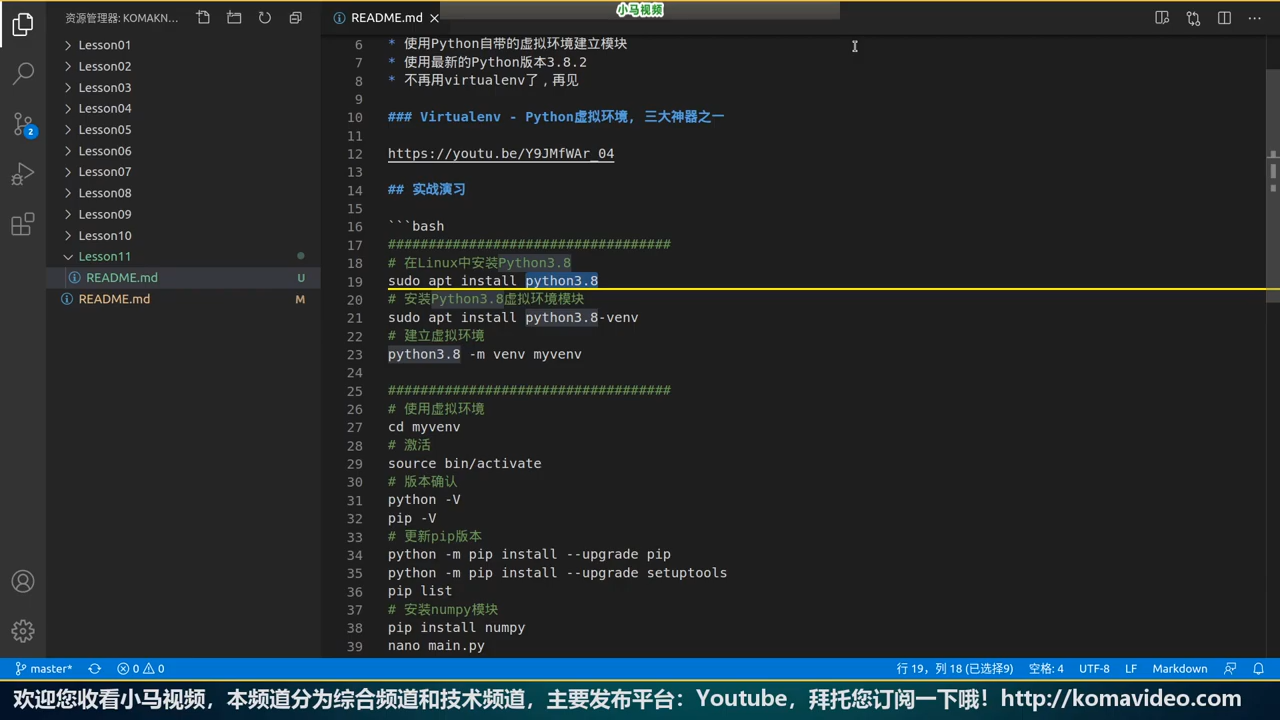 小马视频
资源管理器: KOMAKN...
README.md
Lesson01
Lesson02
Lesson03
Lesson04
Lesson05
Lesson06
Lesson07
Lesson08
Lesson09
Lesson10
Lesson11
README.md U
README.md M
2
6 * 使用Python自带的虚拟环境建立模块
7 * 使用最新的Python版本3.8.2
8 * 不再用virtualenv了，再见
9
10 ### Virtualenv - Python虚拟环境, 三大神器之一
11
12 https://youtu.be/Y9JMfWAr_04
13
14 ## 实战演习
15
16 ```bash
17 ###################################
18 # 在Linux中安装Python3.8
19 sudo apt install python3.8
20 # 安装Python3.8虚拟环境模块
21 sudo apt install python3.8-venv
22 # 建立虚拟环境
23 python3.8 -m venv myvenv
24
25 ###################################
26 # 使用虚拟环境
27 cd myvenv
28 # 激活
29 source bin/activate
30 # 版本确认
31 python -V
32 pip -V
33 # 更新pip版本
34 python -m pip install --upgrade pip
35 python -m pip install --upgrade setuptools
36 pip list
37 # 安装numpy模块
38 pip install numpy
39 nano main.py
master* 0 0 行 19，列 18 (已选择9) 空格: 4 UTF-8 LF Markdown
欢迎您收看小马视频，本频道分为综合频道和技术频道，主要发布平台：Youtube，拜托您订阅一下哦！http://komavideo.com